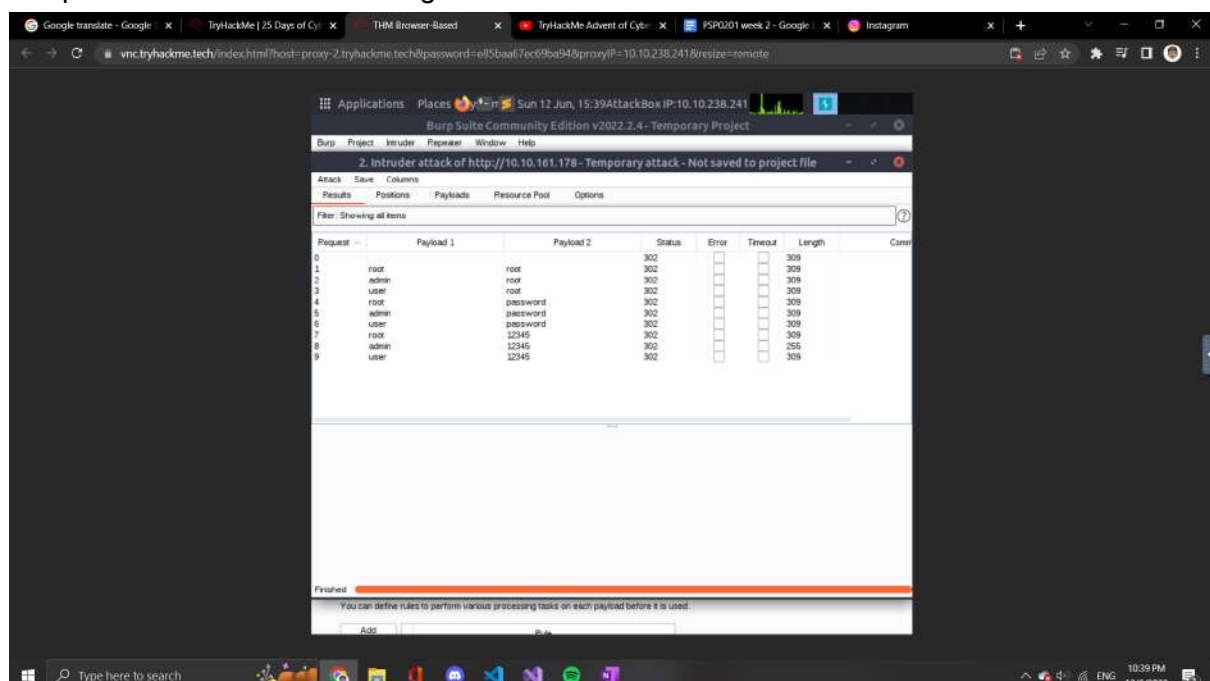 Google translate - Google
TryHackMe | 25 Days of Cy
THM Browser-Based
TryHackMe Advent of Cybe
PSP0201 week 2 - Google
Instagram
Applications Places Sun 12 Jun, 15:39 AttackBox IP:10.10.238.241
Burp Suite Community Edition v2022.2.4 - Temporary Project
Burp Project Intruder Repeater Window Help
2. Intruder attack of http://10.10.161.178 - Temporary attack - Not saved to project file
Attack Save Columns
Results Positions Payloads Resource Pool Options
Filter: Showing all items
Request Payload 1 Payload 2 Status Error Timeout Length Comm
0 302 309
1 root root 302 309
2 admin root 302 309
3 user root 302 309
4 root password 302 309
5 admin password 302 309
6 user password 302 309
7 root 12345 302 309
8 admin 12345 302 255
9 user 12345 302 309
Finished
You can define rules to perform various processing tasks on each payload before it is used.
Add Rule
Type here to search
ENG 10:39 PM